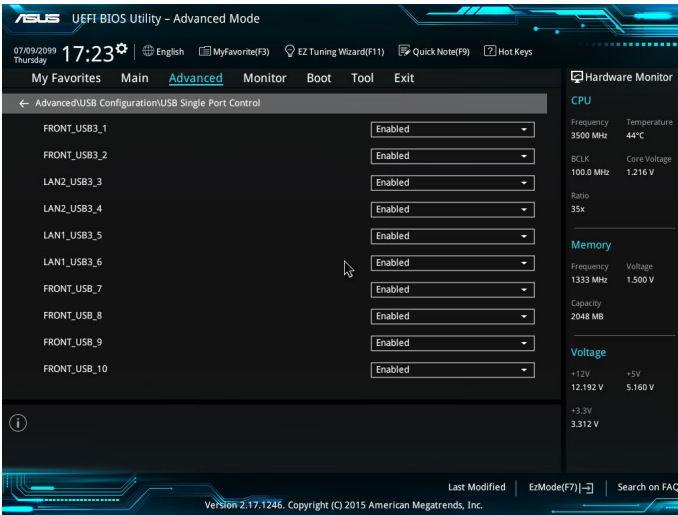 ASUS UEFI BIOS Utility – Advanced Mode
07/09/2099 Thursday 17:23 English MyFavorite(F3) EZ Tuning Wizard(F11) Quick Note(F9) ? Hot Keys
My Favorites Main Advanced Monitor Boot Tool Exit
Hardware Monitor
← Advanced\USB Configuration\USB Single Port Control
FRONT_USB3_1 Enabled
FRONT_USB3_2 Enabled
LAN2_USB3_3 Enabled
LAN2_USB3_4 Enabled
LAN1_USB3_5 Enabled
LAN1_USB3_6 Enabled
FRONT_USB_7 Enabled
FRONT_USB_8 Enabled
FRONT_USB_9 Enabled
FRONT_USB_10 Enabled
CPU
Frequency Temperature
3500 MHz 44°C
BCLK Core Voltage
100.0 MHz 1.216 V
Ratio
35x
Memory
Frequency Voltage
1333 MHz 1.500 V
Capacity
2048 MB
Voltage
+12V +5V
12.192 V 5.160 V
+3.3V
3.312 V
Last Modified EzMode(F7) Search on FAQ
Version 2.17.1246. Copyright (C) 2015 American Megatrends, Inc.